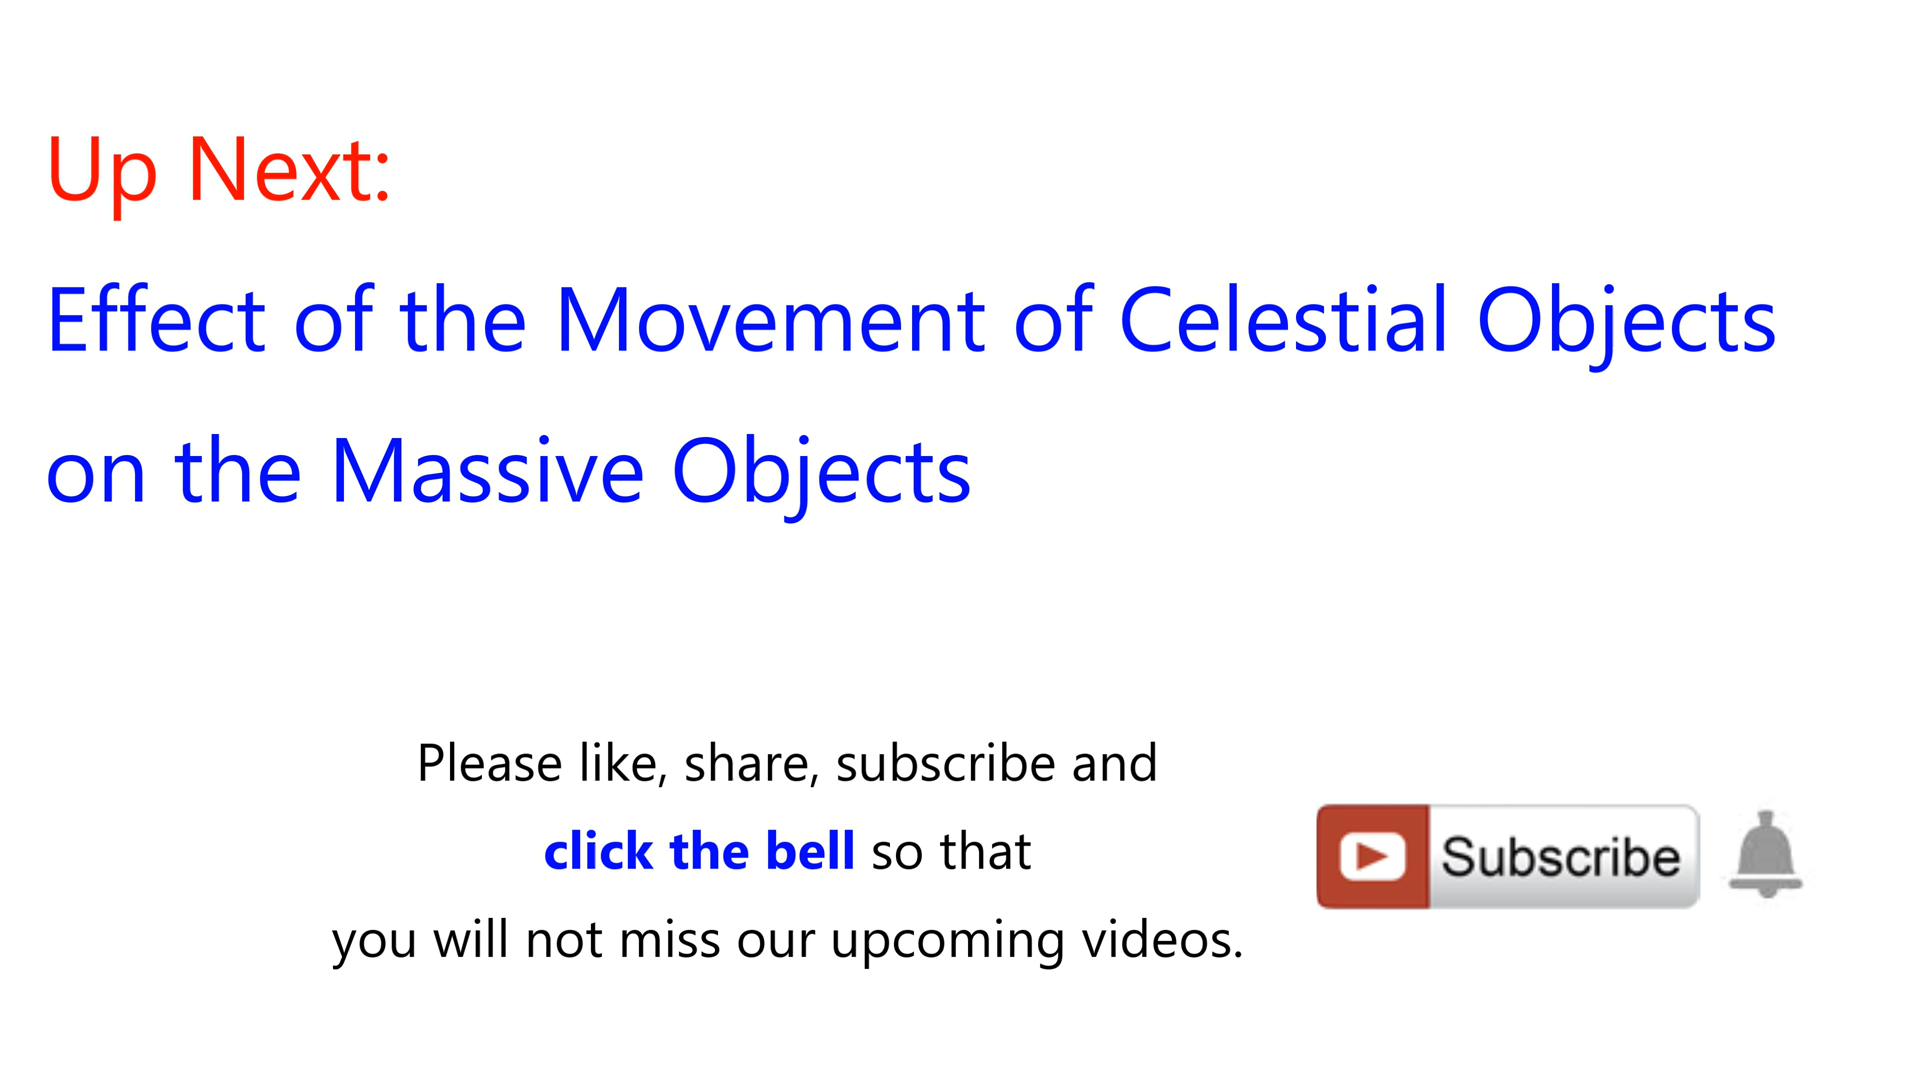 Up Next:
Effect of the Movement of Celestial Objects
on the Massive Objects
Please like, share, subscribe and
click the bell so that
you will not miss our upcoming videos.
Subscribe